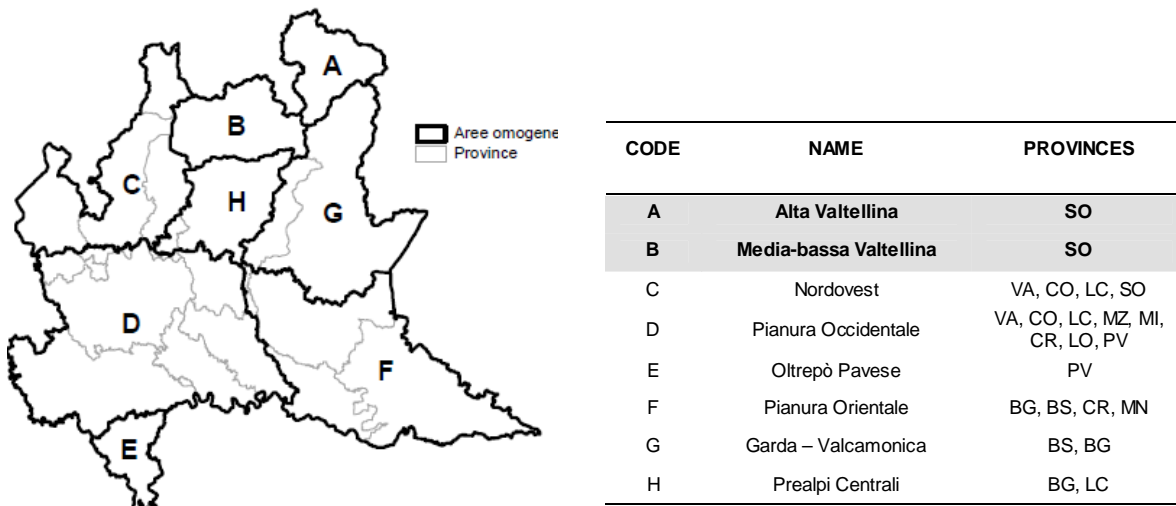 A
B
C
H
G
D
F
E
Aree omogene
Province
CODE NAME PROVINCES
A Alta Valtellina SO
B Media-bassa Valtellina SO
C Nordovest VA, CO, LC, SO
D Pianura Occidentale VA, CO, LC, MZ, MI,
CR, LO, PV
E Oltrepò Pavese PV
F Pianura Orientale BG, BS, CR, MN
G Garda – Valcamonica BS, BG
H Prealpi Centrali BG, LC